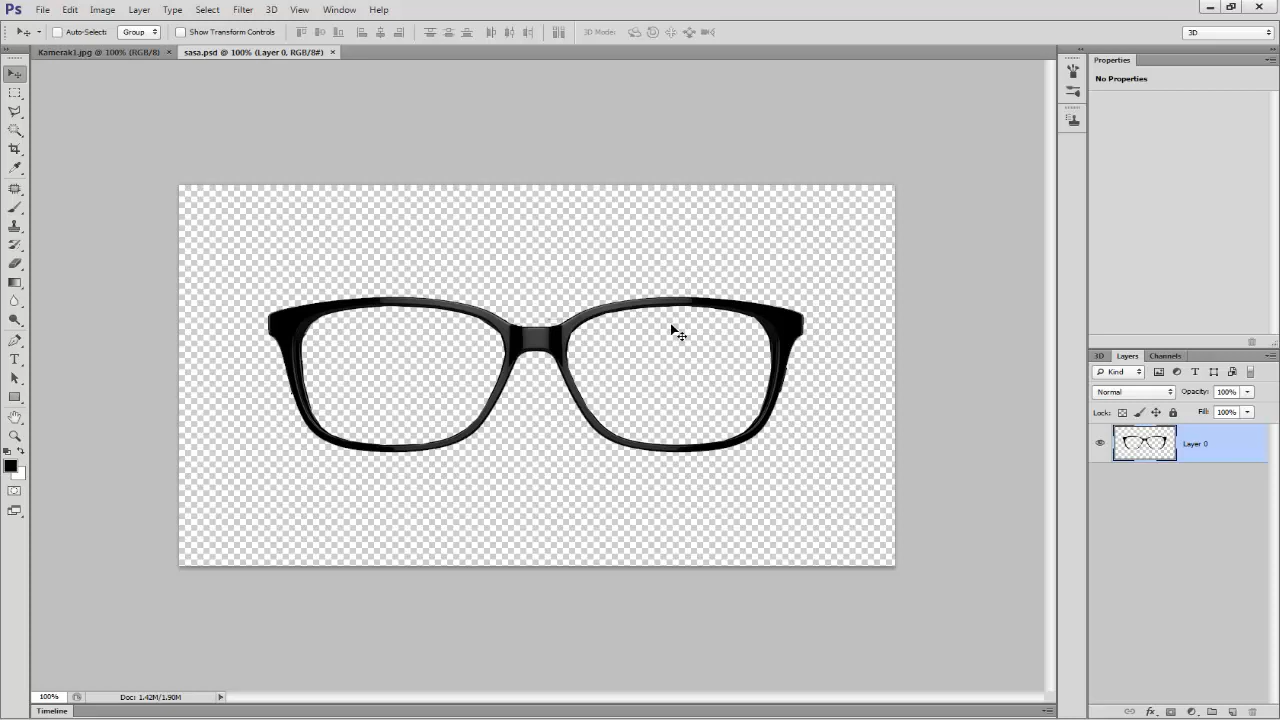 Ps File Edit Image Layer Type Select Filter 3D View Window Help
Auto-Select: Group Show Transform Controls 3D Mode: 3D
Kamerak1.jpg @ 100% (RGB/8) × sasa.psd @ 100% (Layer 0, RGB/8#) ×
Properties
No Properties
3D Layers Channels
Kind
Normal Opacity: 100%
Lock: Fill: 100%
Layer 0
100% Doc: 1.42M/1.90M
Timeline